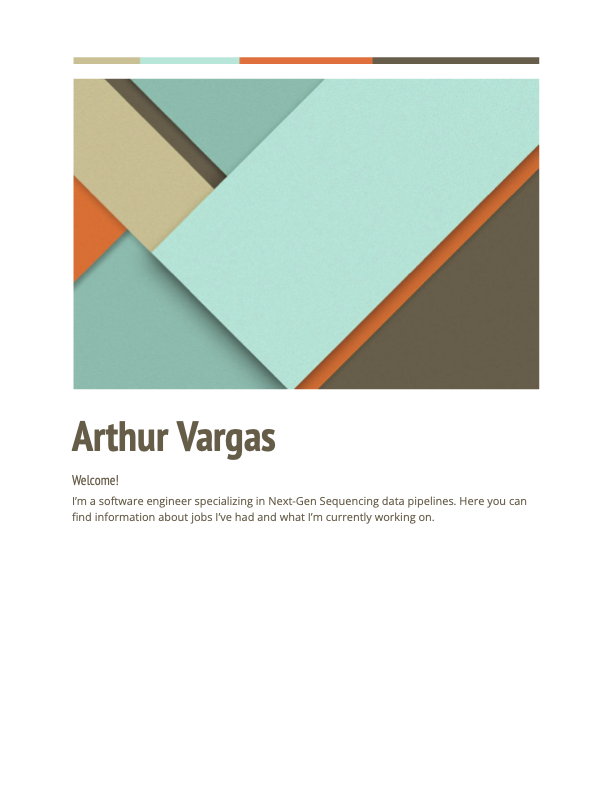 Arthur Vargas
Welcome!
I’m a software engineer specializing in Next-Gen Sequencing data pipelines. Here you can
find information about jobs I’ve had and what I’m currently working on.